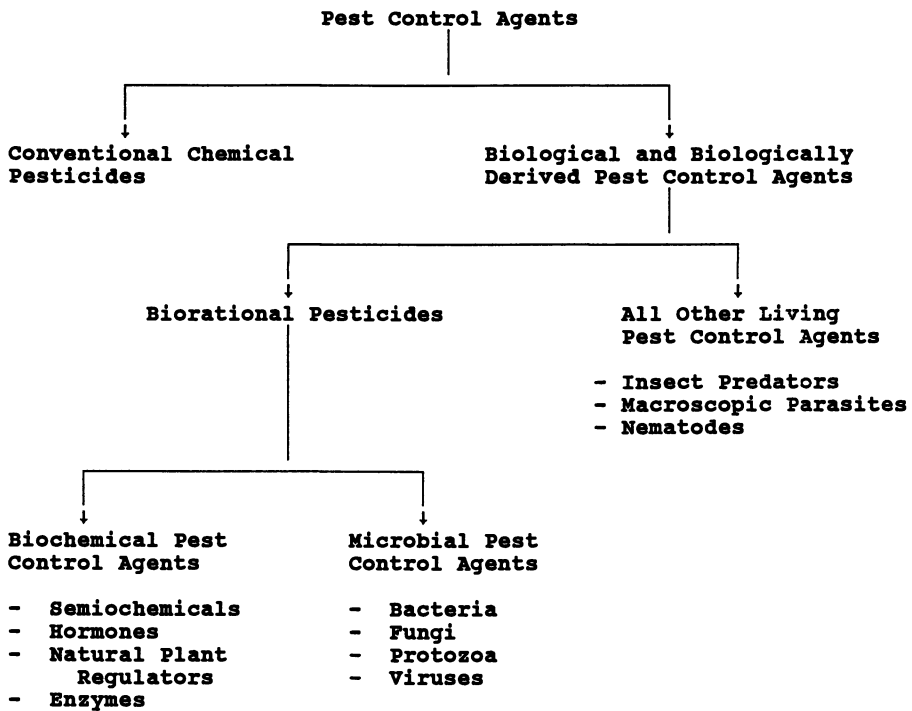 Pest Control Agents
Conventional Chemical
Pesticides
Biological and Biologically
Derived Pest Control Agents
Biorational Pesticides
All Other Living
Pest Control Agents
- Insect Predators
- Macroscopic Parasites
- Nematodes
Biochemical Pest
Control Agents
- Semiochemicals
- Hormones
- Natural Plant
Regulators
- Enzymes
Microbial Pest
Control Agents
- Bacteria
- Fungi
- Protozoa
- Viruses